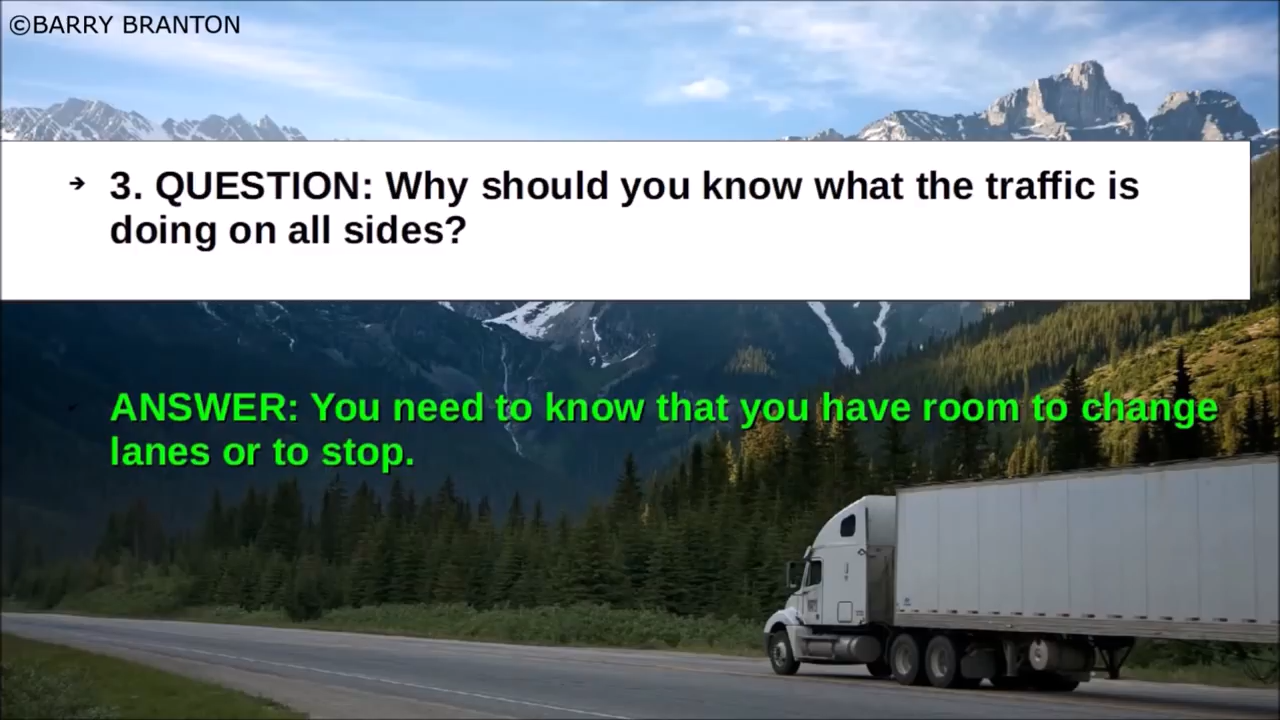 ©BARRY BRANTON
3. QUESTION: Why should you know what the traffic is
doing on all sides?
ANSWER: You need to know that you have room to change
lanes or to stop.